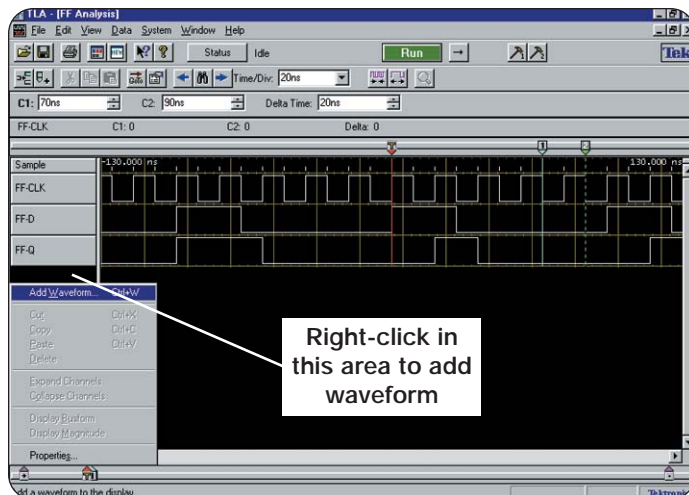 TLA - [FF Analysis]
File Edit View Data System Window Help
Status Idle Run Tek
Time/Div: 20ns
C1: 70ns C2: 90ns Delta Time: 20ns
FF-CLK C1: 0 C2: 0 Delta: 0
Sample -130.000 ns 130.000 ns
FF-CLK
FF-D
FF-Q
Add Waveform... Ctrl+W
Cut Ctrl+X
Copy Ctrl+C
Paste Ctrl+V
Delete
Expand Channels
Collapse Channels
Display Busform
Display Magnitude
Properties...
Right-click in
this area to add
waveform
dd a waveform to the display